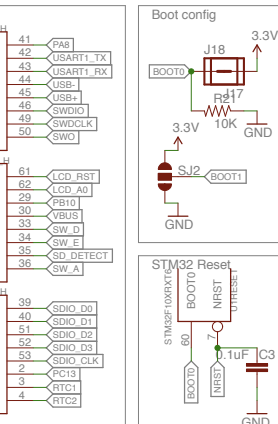 H
41 PA8
42 USART1_TX
43 USART1_RX
44 USB-
45 USB+
46 SWDIO
49 SWDCLK
50 SWO
H
61 LCD_RST
62 LCD_A0
29 PB10
30 VBUS
33 SW_D
34 SW_E
35 SD_DETECT
36 SW_A
H
39 SDIO_D0
40 SDIO_D1
51 SDIO_D2
52 SDIO_D3
53 SDIO_CLK
2 PC13
3 RTC1
4 RTC2
Boot config
3.3V
J18
BOOT0
J17
R21
10K
GND
3.3V
SJ2
BOOT1
GND
STM32 Reset
STM32F10XRXT6
BOOT0
NRST
U1RESET
60
7
BOOT0
NRST
0.1uF
C3
GND